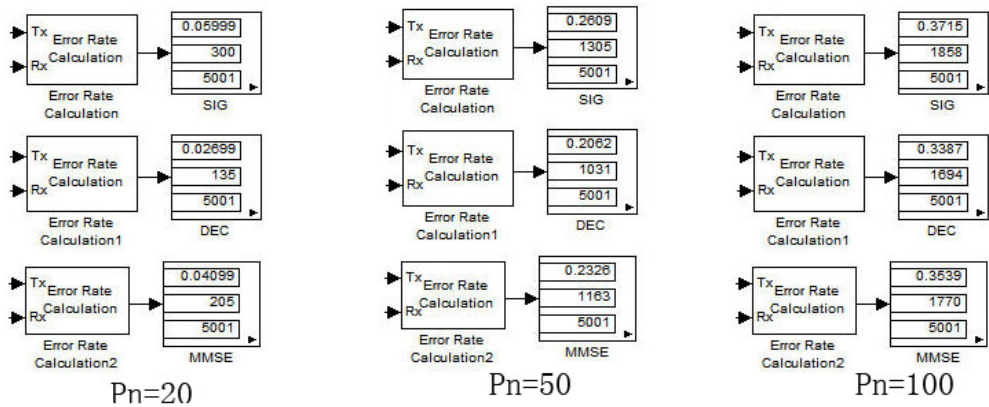 Tx
Error Rate
Calculation
Rx
0.05999
300
5001
Error Rate
Calculation
SIG
Tx
Error Rate
Calculation
Rx
0.02699
135
5001
Error Rate
Calculation1
DEC
Tx
Error Rate
Calculation
Rx
0.04099
205
5001
Error Rate
Calculation2
MMSE
Pn=20
Tx
Error Rate
Calculation
Rx
0.2609
1305
5001
Error Rate
Calculation
SIG
Tx
Error Rate
Calculation
Rx
0.2062
1031
5001
Error Rate
Calculation1
DEC
Tx
Error Rate
Calculation
Rx
0.2326
1163
5001
Error Rate
Calculation2
MMSE
Pn=50
Tx
Error Rate
Calculation
Rx
0.3715
1858
5001
Error Rate
Calculation
SIG
Tx
Error Rate
Calculation
Rx
0.3387
1694
5001
Error Rate
Calculation1
DEC
Tx
Error Rate
Calculation
Rx
0.3539
1770
5001
Error Rate
Calculation2
MMSE
Pn=100